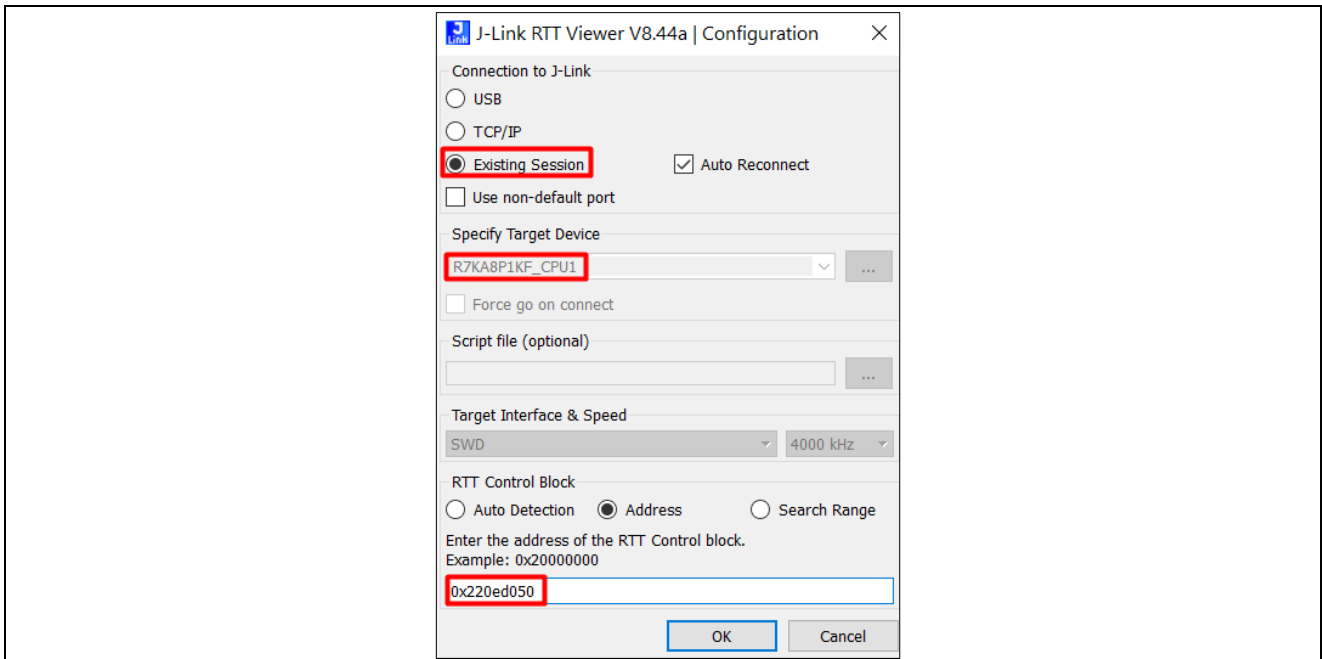 J-Link RTT Viewer V8.44a | Configuration
Connection to J-Link
USB
TCP/IP
Existing Session Auto Reconnect
Use non-default port
Specify Target Device
R7KA8P1KF_CPU1 ...
Force go on connect
Script file (optional)
...
Target Interface & Speed
SWD 4000 kHz
RTT Control Block
Auto Detection Address Search Range
Enter the address of the RTT Control block.
Example: 0x20000000
0x220ed050
OK Cancel